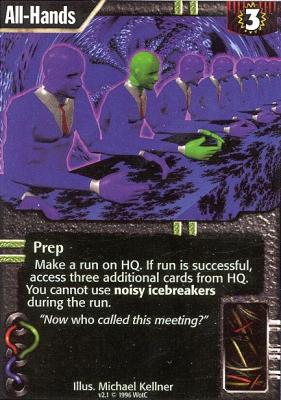 All-Hands
3
Prep
Make a run on HQ. If run is successful,
access three additional cards from HQ.
You cannot use noisy icebreakers
during the run.
"Now who called this meeting?"
Illus. Michael Kellner
v2.1 © 1996 WotC